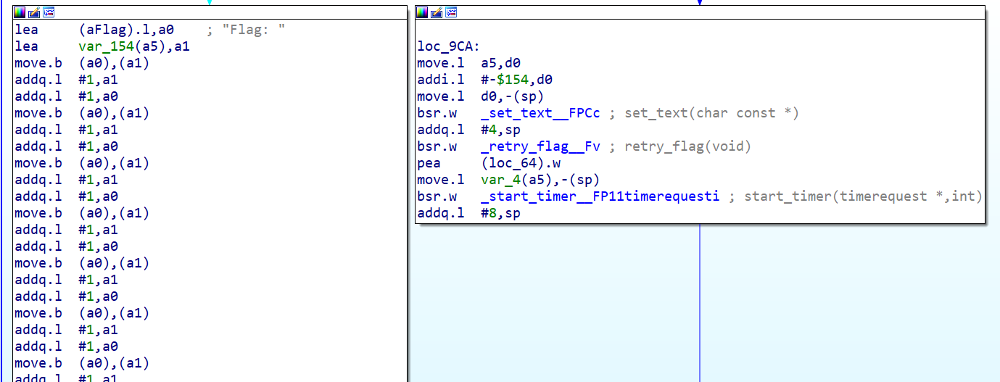 lea (aFlag).l,a0 ; "Flag: "
lea var_154(a5),a1
move.b (a0),(a1)
addq.l #1,a1
addq.l #1,a0
move.b (a0),(a1)
addq.l #1,a1
addq.l #1,a0
move.b (a0),(a1)
addq.l #1,a1
addq.l #1,a0
move.b (a0),(a1)
addq.l #1,a1
addq.l #1,a0
move.b (a0),(a1)
addq.l #1,a1
addq.l #1,a0
move.b (a0),(a1)
addq.l #1,a1
addq.l #1,a0
move.b (a0),(a1)
addq.l #1,a1
loc_9CA:
move.l a5,d0
addi.l #-$154,d0
move.l d0,-(sp)
bsr.w _set_text__FPCc ; set_text(char const *)
addq.l #4,sp
bsr.w _retry_flag__Fv ; retry_flag(void)
pea (loc_64).w
move.l var_4(a5),-(sp)
bsr.w _start_timer__FP11timerequesti ; start_timer(timerequest *,int)
addq.l #8,sp